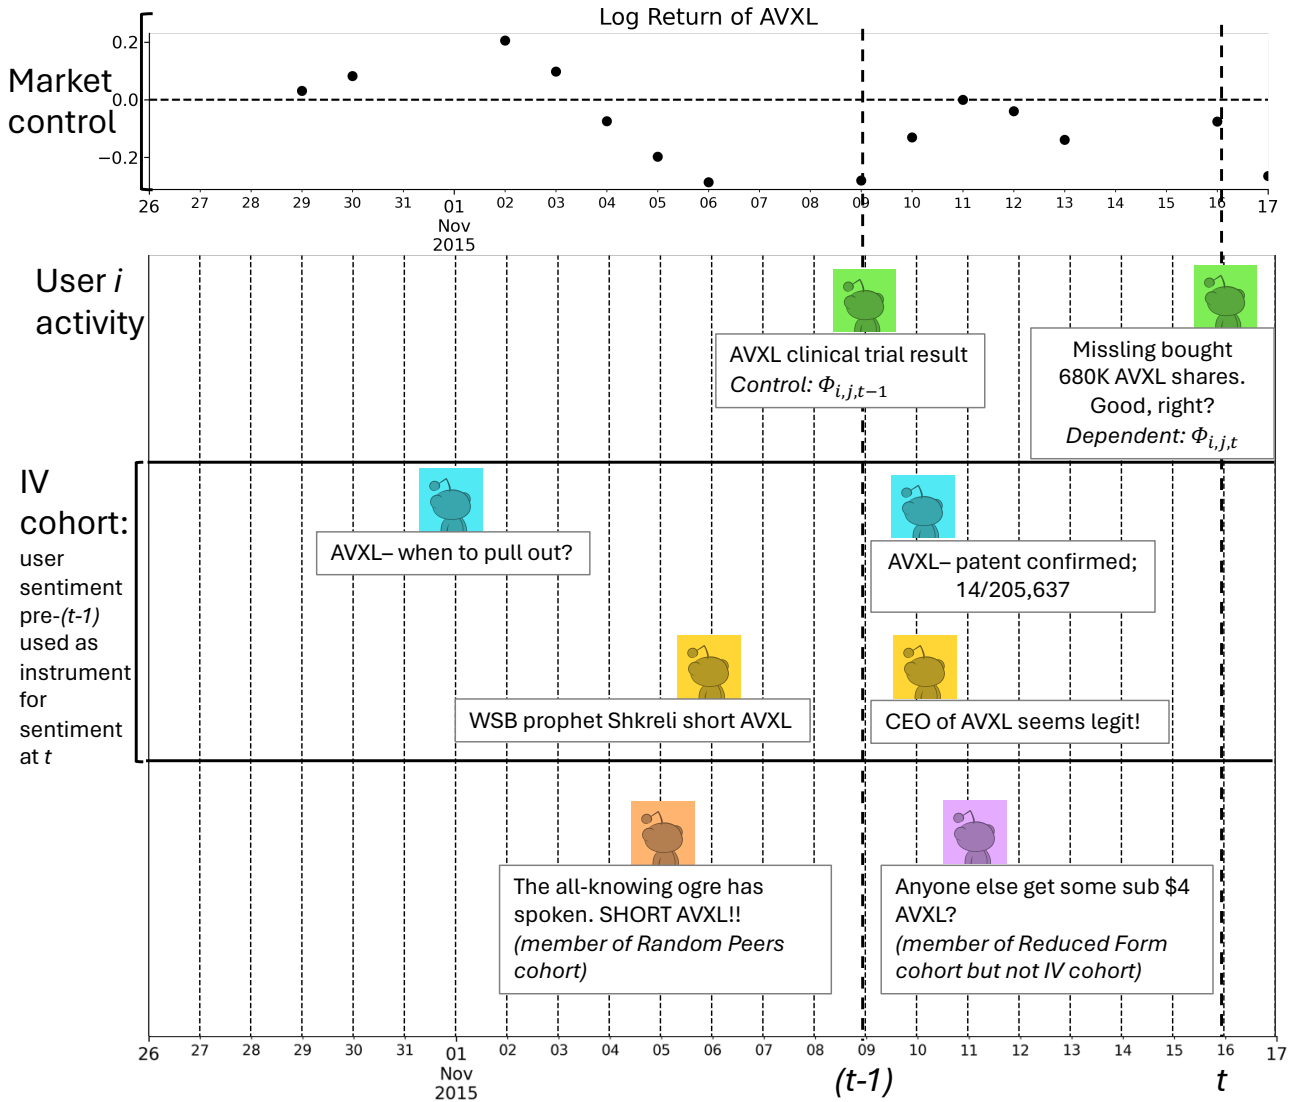 Log Return of AVXL
Market
control
0.2
0.0
−0.2
26 27 28 29 30 31 01 02 03 04 05 06 07 08 09 10 11 12 13 14 15 16 17
Nov
2015
User i
activity
AVXL clinical trial result
Control: Φi,j,t−1
Missling bought
680K AVXL shares.
Good, right?
Dependent: Φi,j,t
IV
cohort:
user
sentiment
pre-(t-1)
used as
instrument
for
sentiment
at t
AVXL– when to pull out?
AVXL– patent confirmed;
14/205,637
WSB prophet Shkreli short AVXL
CEO of AVXL seems legit!
The all-knowing ogre has
spoken. SHORT AVXL!!
(member of Random Peers
cohort)
Anyone else get some sub $4
AVXL?
(member of Reduced Form
cohort but not IV cohort)
26 27 28 29 30 31 01 02 03 04 05 06 07 08 09 10 11 12 13 14 15 16 17
Nov
2015
(t-1)
t